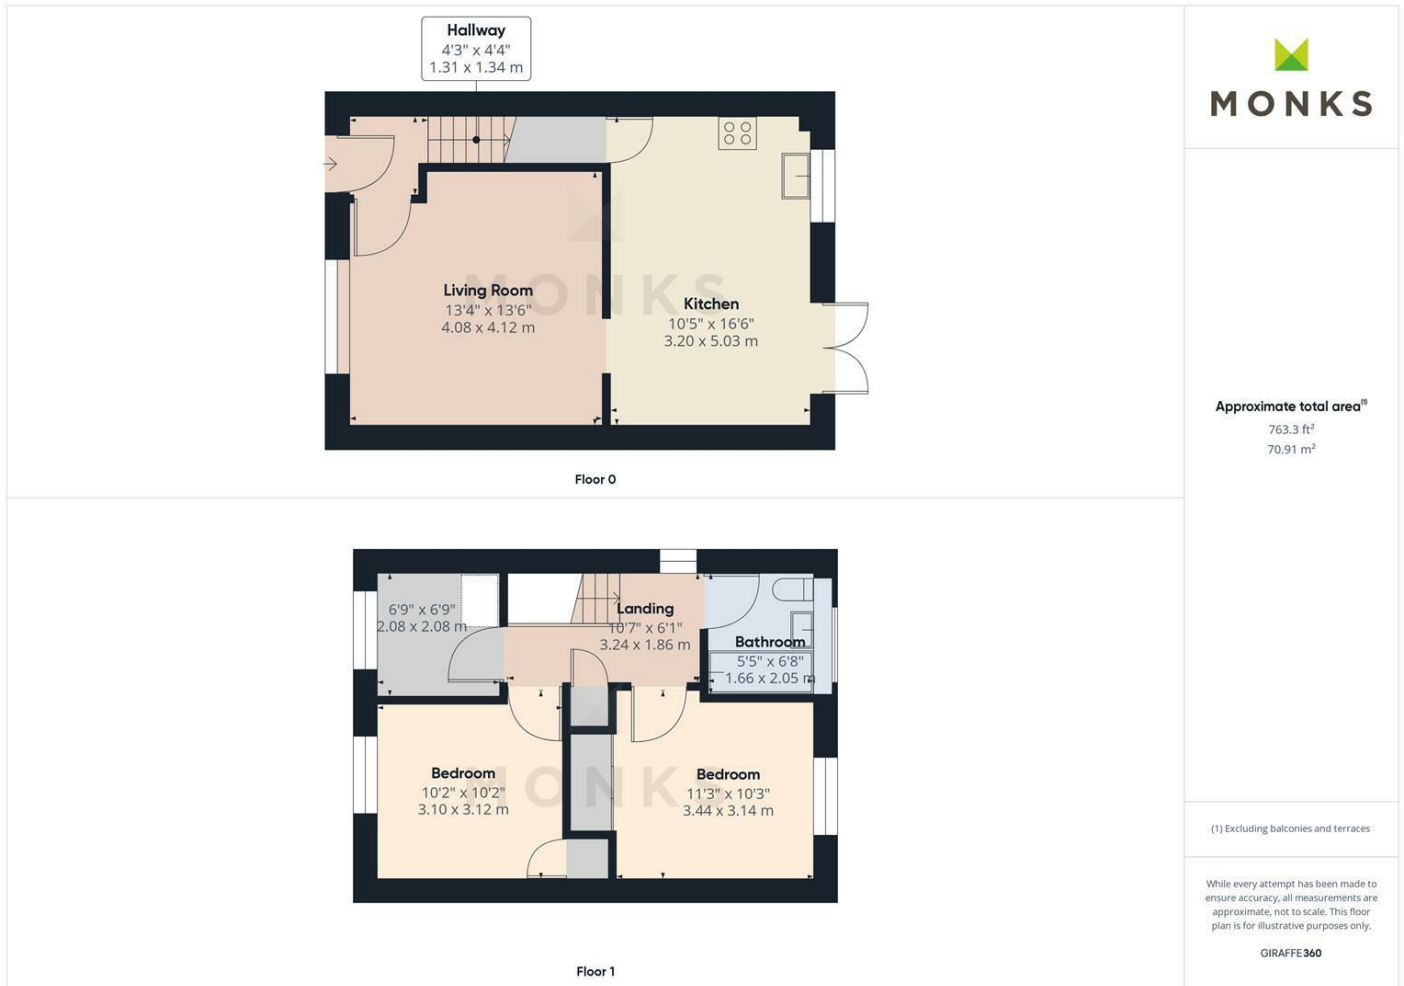 Hallway
4'3" x 4'4"
1.31 x 1.34 m
Living Room
13'4" x 13'6"
4.08 x 4.12 m
Kitchen
10'5" x 16'6"
3.20 x 5.03 m
MONKS
Floor 0
6'9" x 6'9"
2.08 x 2.08 m
Landing
10'7" x 6'1"
3.24 x 1.86 m
Bathroom
5'5" x 6'8"
1.66 x 2.05 m
Bedroom
10'2" x 10'2"
3.10 x 3.12 m
Bedroom
11'3" x 10'3"
3.44 x 3.14 m
MONKS
Floor 1
MONKS
Approximate total area(1)
763.3 ft²
70.91 m²
(1) Excluding balconies and terraces
While every attempt has been made to
ensure accuracy, all measurements are
approximate, not to scale. This floor
plan is for illustrative purposes only.
GIRAFFE360